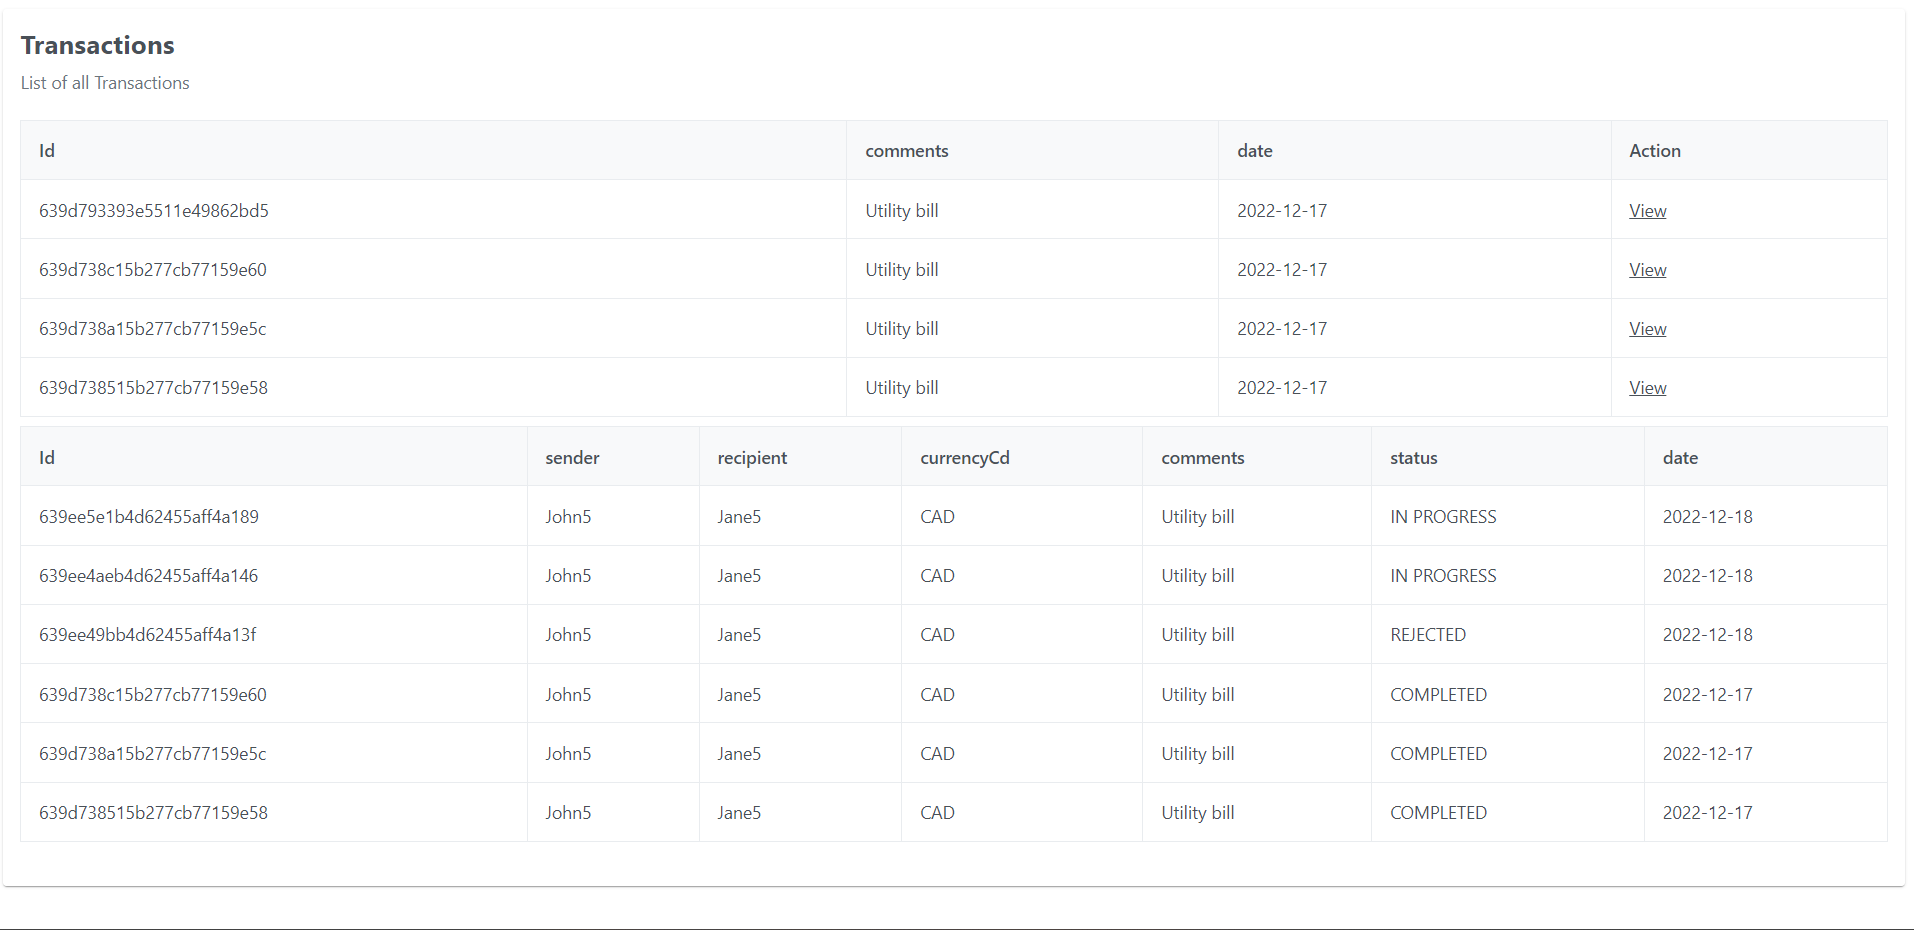 Transactions
List of all Transactions
Id comments date Action
639d793393e5511e49862bd5 Utility bill 2022-12-17 View
639d738c15b277cb77159e60 Utility bill 2022-12-17 View
639d738a15b277cb77159e5c Utility bill 2022-12-17 View
639d738515b277cb77159e58 Utility bill 2022-12-17 View
Id sender recipient currencyCd comments status date
639ee5e1b4d62455aff4a189 John5 Jane5 CAD Utility bill IN PROGRESS 2022-12-18
639ee4aeb4d62455aff4a146 John5 Jane5 CAD Utility bill IN PROGRESS 2022-12-18
639ee49bb4d62455aff4a13f John5 Jane5 CAD Utility bill REJECTED 2022-12-18
639d738c15b277cb77159e60 John5 Jane5 CAD Utility bill COMPLETED 2022-12-17
639d738a15b277cb77159e5c John5 Jane5 CAD Utility bill COMPLETED 2022-12-17
639d738515b277cb77159e58 John5 Jane5 CAD Utility bill COMPLETED 2022-12-17